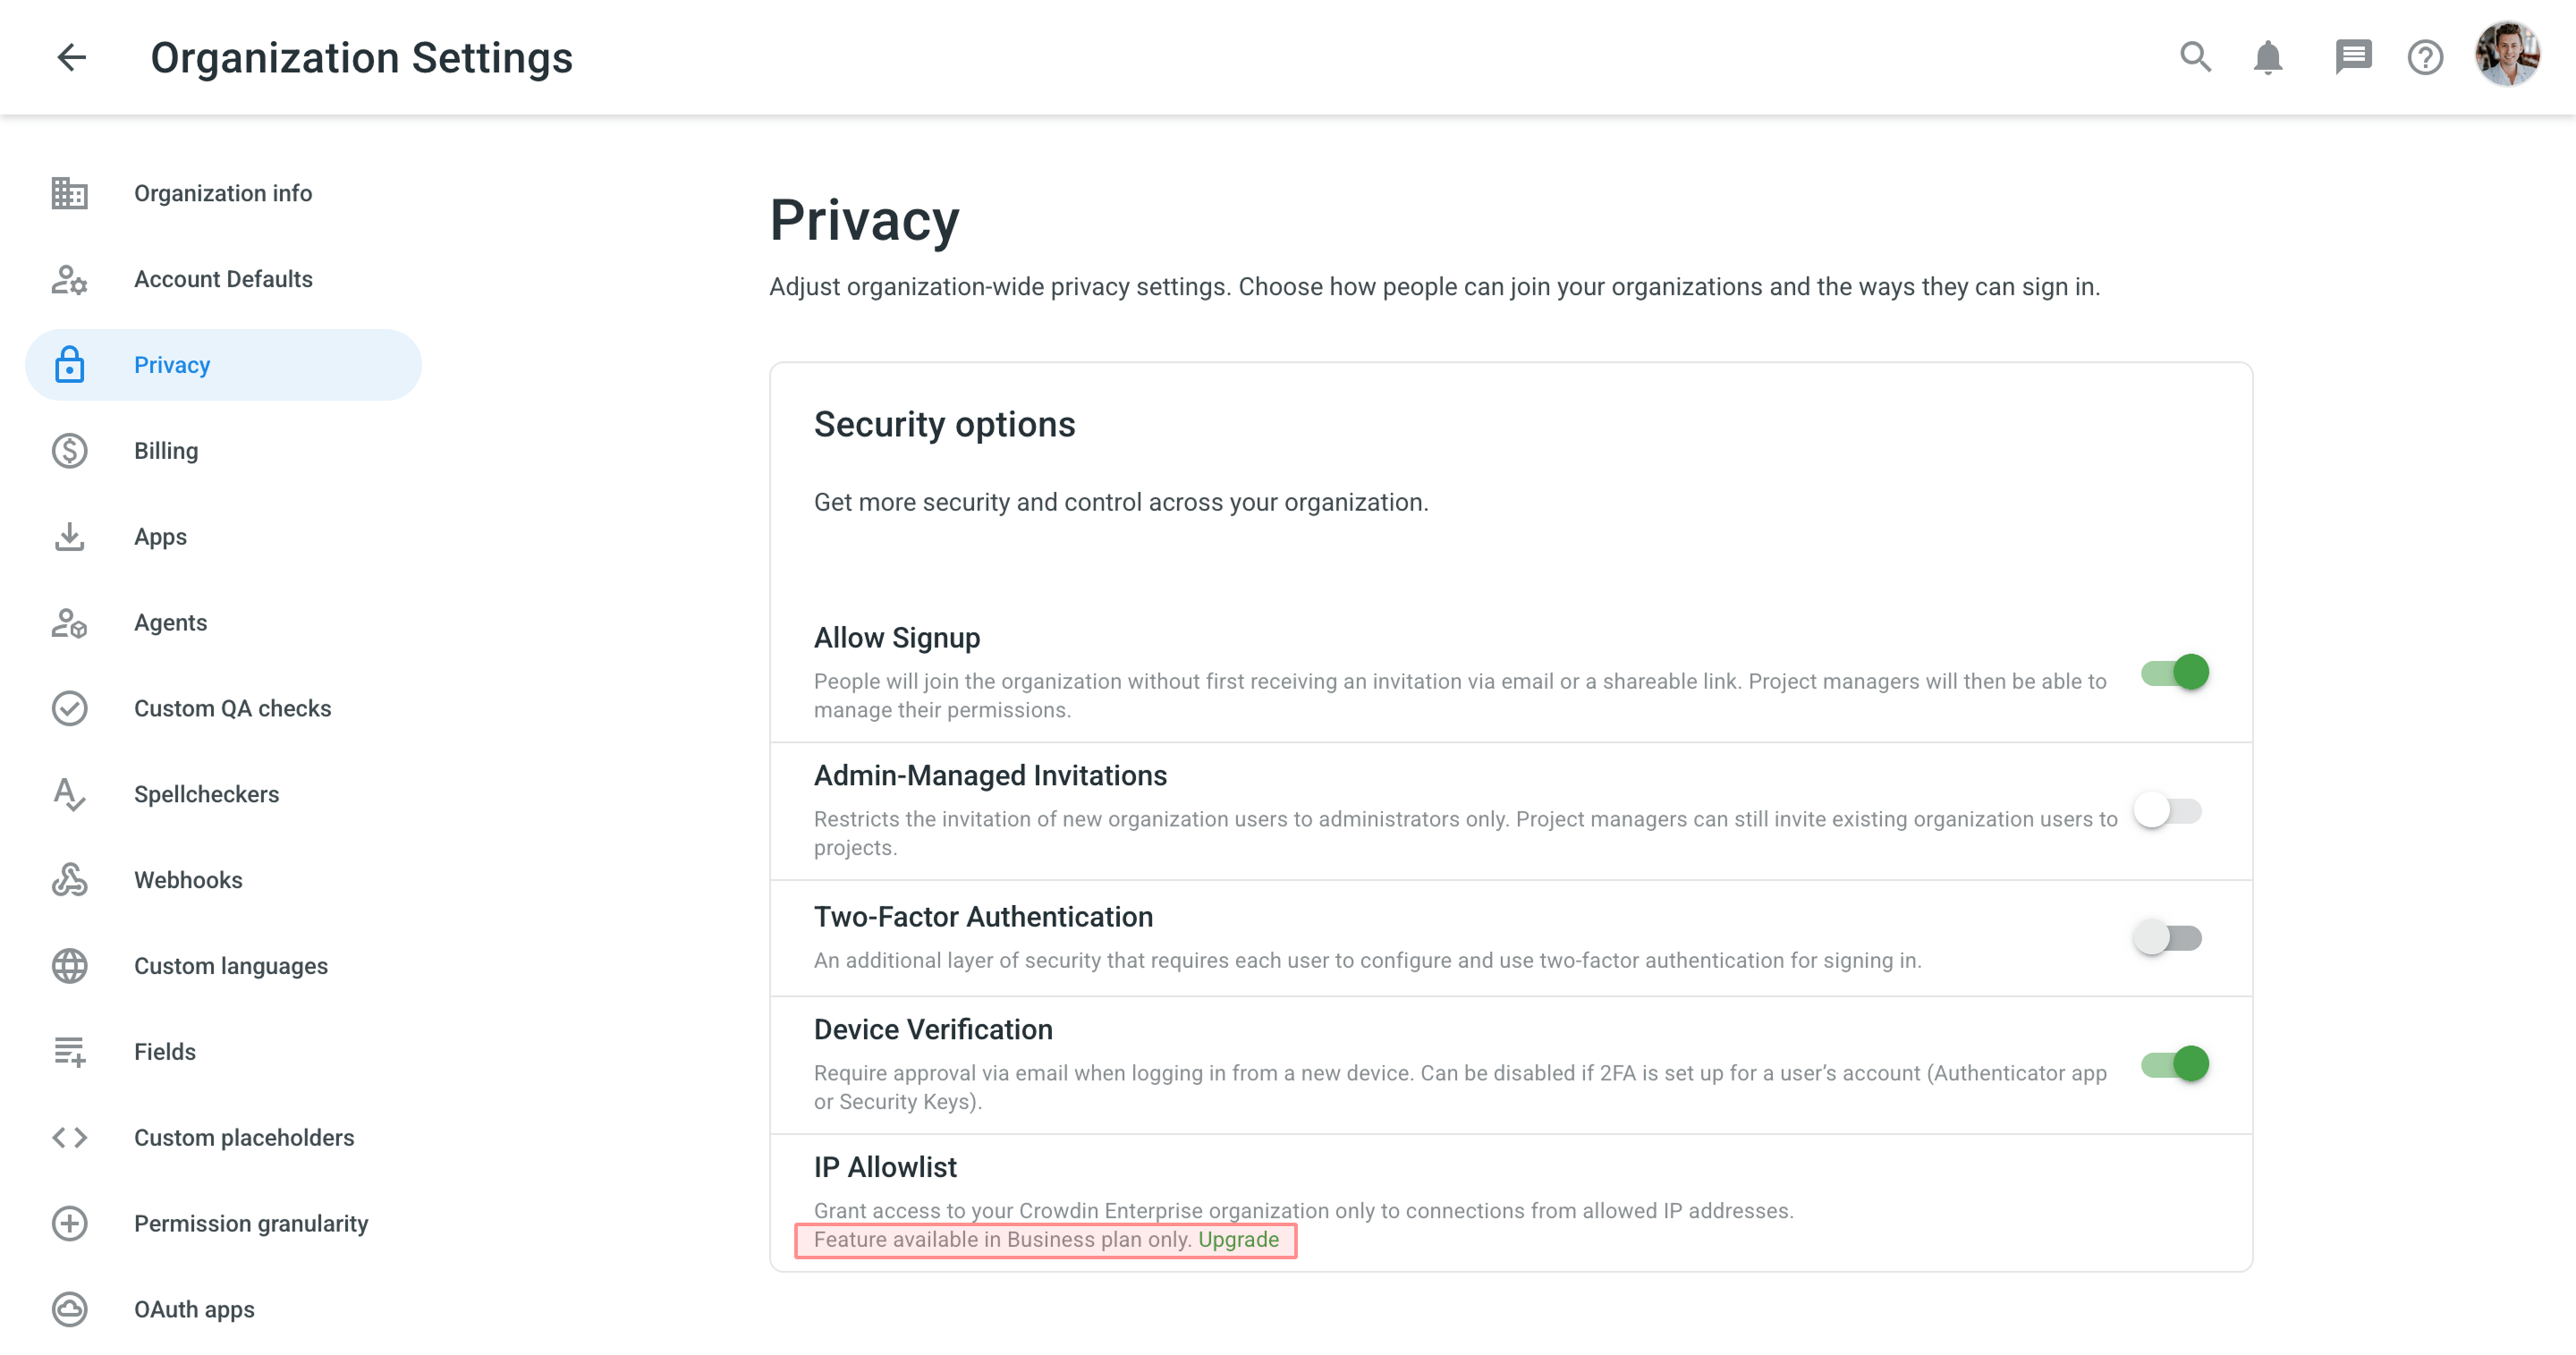 Organization Settings
Organization info
Account Defaults
Privacy
Billing
Apps
Agents
Custom QA checks
Spellcheckers
Webhooks
Custom languages
Fields
Custom placeholders
Permission granularity
OAuth apps
Privacy
Adjust organization-wide privacy settings. Choose how people can join your organizations and the ways they can sign in.
Security options
Get more security and control across your organization.
Allow Signup
People will join the organization without first receiving an invitation via email or a shareable link. Project managers will then be able to
manage their permissions.
Admin-Managed Invitations
Restricts the invitation of new organization users to administrators only. Project managers can still invite existing organization users to
projects.
Two-Factor Authentication
An additional layer of security that requires each user to configure and use two-factor authentication for signing in.
Device Verification
Require approval via email when logging in from a new device. Can be disabled if 2FA is set up for a user’s account (Authenticator app
or Security Keys).
IP Allowlist
Grant access to your Crowdin Enterprise organization only to connections from allowed IP addresses.
Feature available in Business plan only. Upgrade